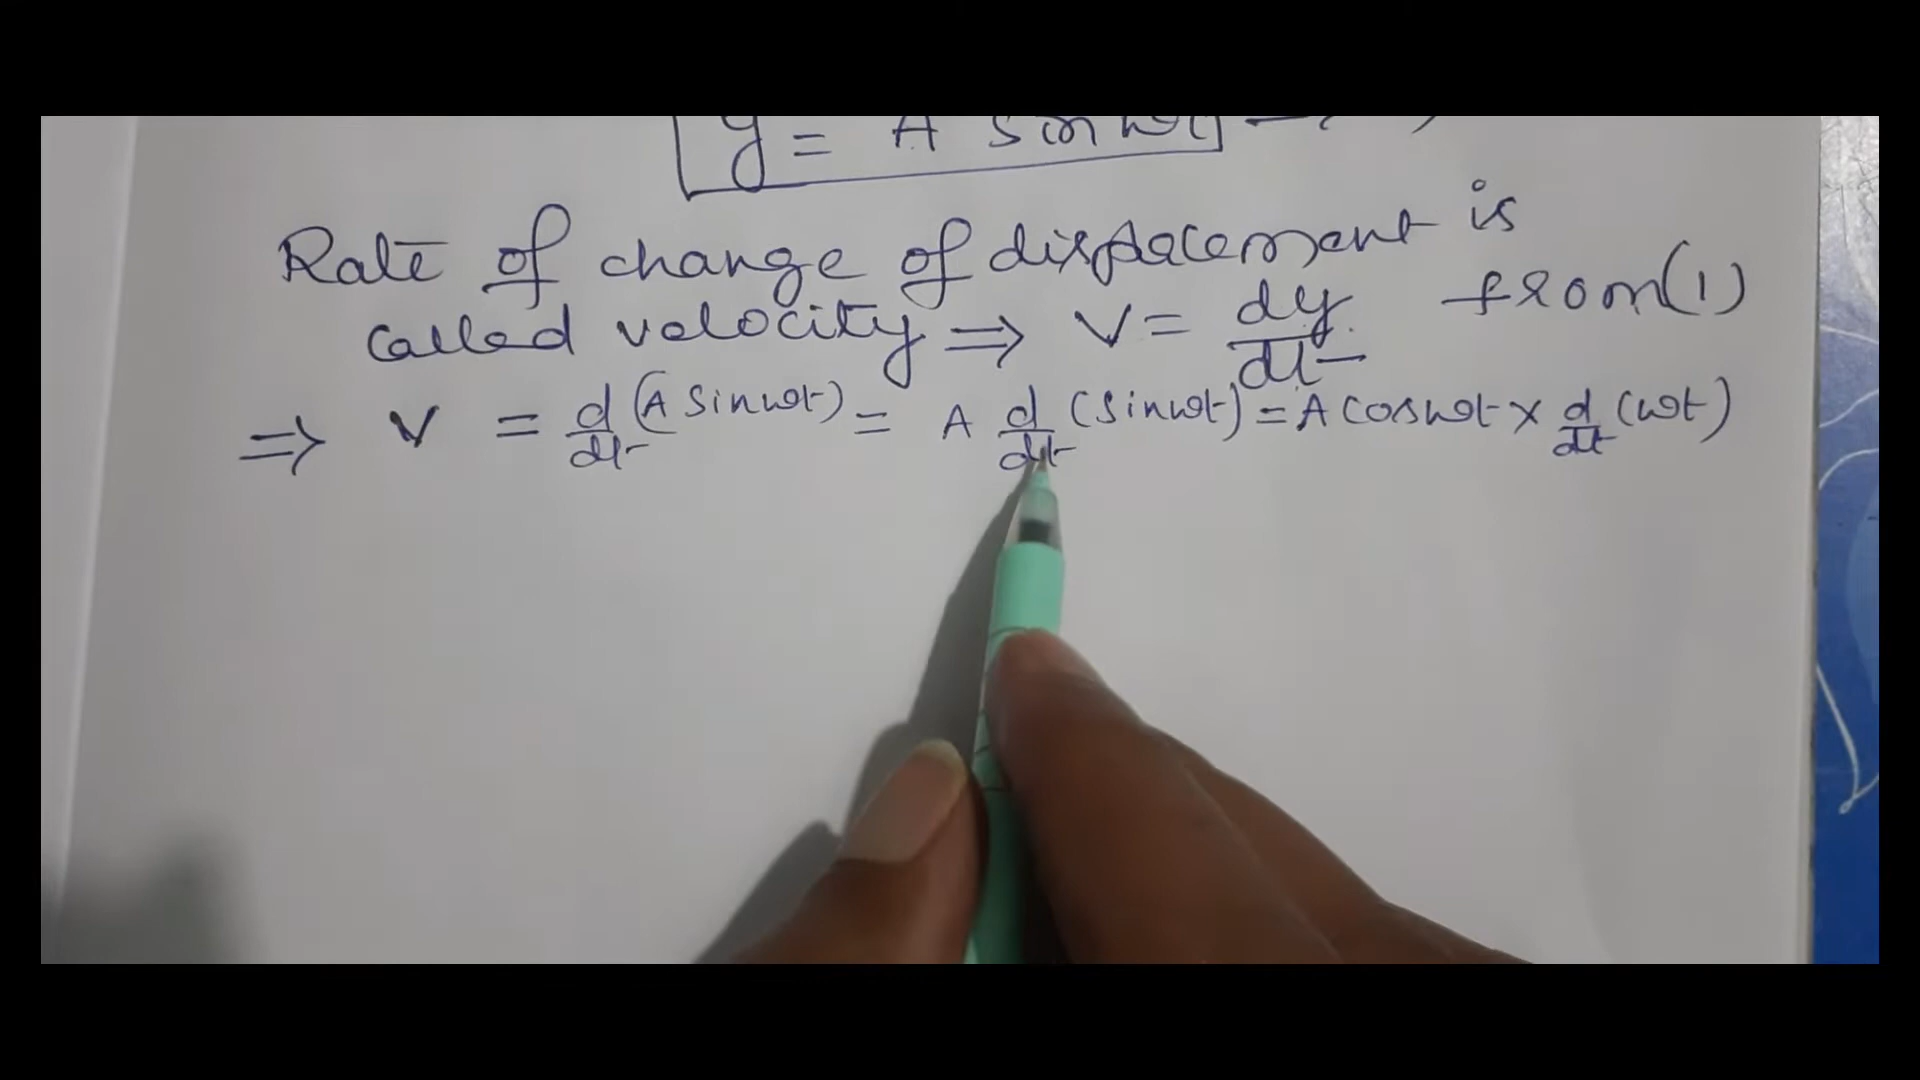 y = A sin ωt
Rate of change of displacement is
called velocity ⇒ V = dy/dt from (1)
⇒ V = d/dt (A sin ωt) = A d/dt (sin ωt) = A cos ωt × d/dt (ωt)